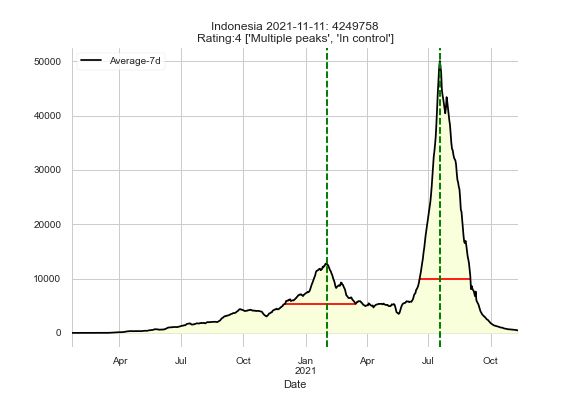 Indonesia 2021-11-11: 4249758
Rating:4 ['Multiple peaks', 'In control']
Average-7d
50000
40000
30000
20000
10000
0
Apr Jul Oct Jan Apr Jul Oct
2021
Date